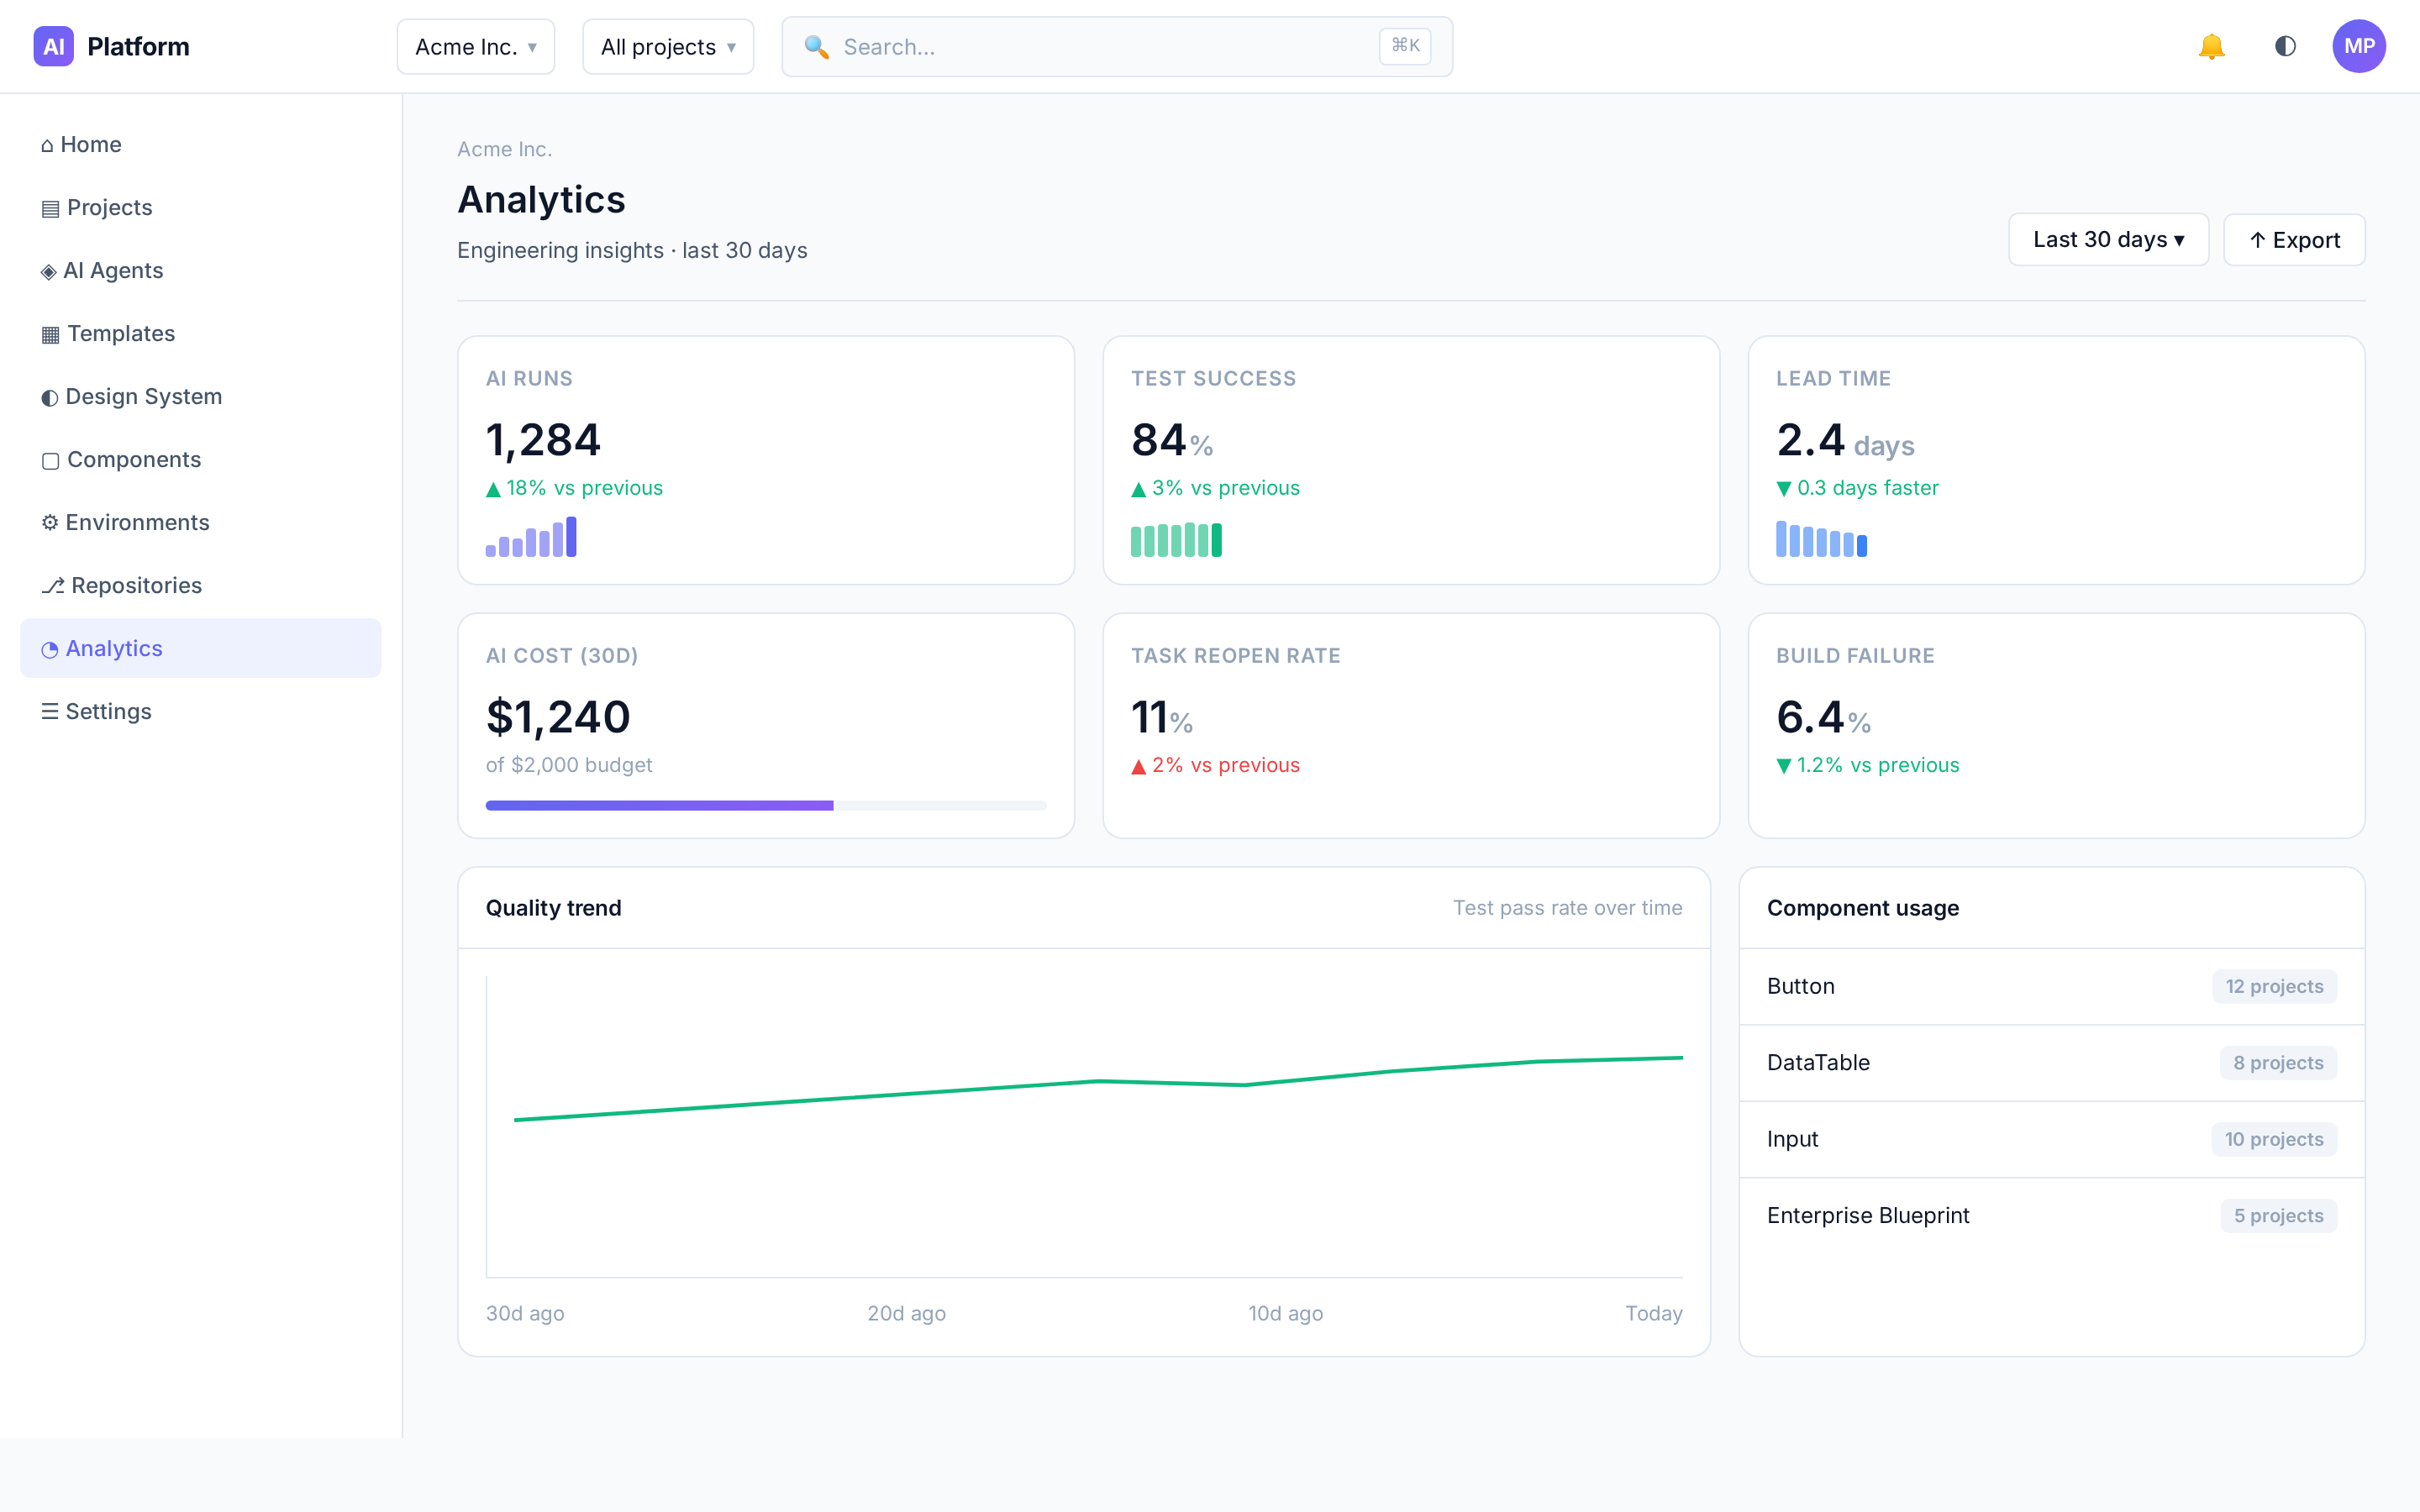 AI Platform
Acme Inc. ▾
All projects ▾
Search...
⌘K
MP
Home
Projects
AI Agents
Templates
Design System
Components
Environments
Repositories
Analytics
Settings
Acme Inc.
Analytics
Engineering insights · last 30 days
Last 30 days ▾
↑ Export
AI RUNS
1,284
▲ 18% vs previous
TEST SUCCESS
84%
▲ 3% vs previous
LEAD TIME
2.4 days
▼ 0.3 days faster
AI COST (30D)
$1,240
of $2,000 budget
TASK REOPEN RATE
11%
▲ 2% vs previous
BUILD FAILURE
6.4%
▼ 1.2% vs previous
Quality trend
Test pass rate over time
30d ago
20d ago
10d ago
Today
Component usage
Button
12 projects
DataTable
8 projects
Input
10 projects
Enterprise Blueprint
5 projects